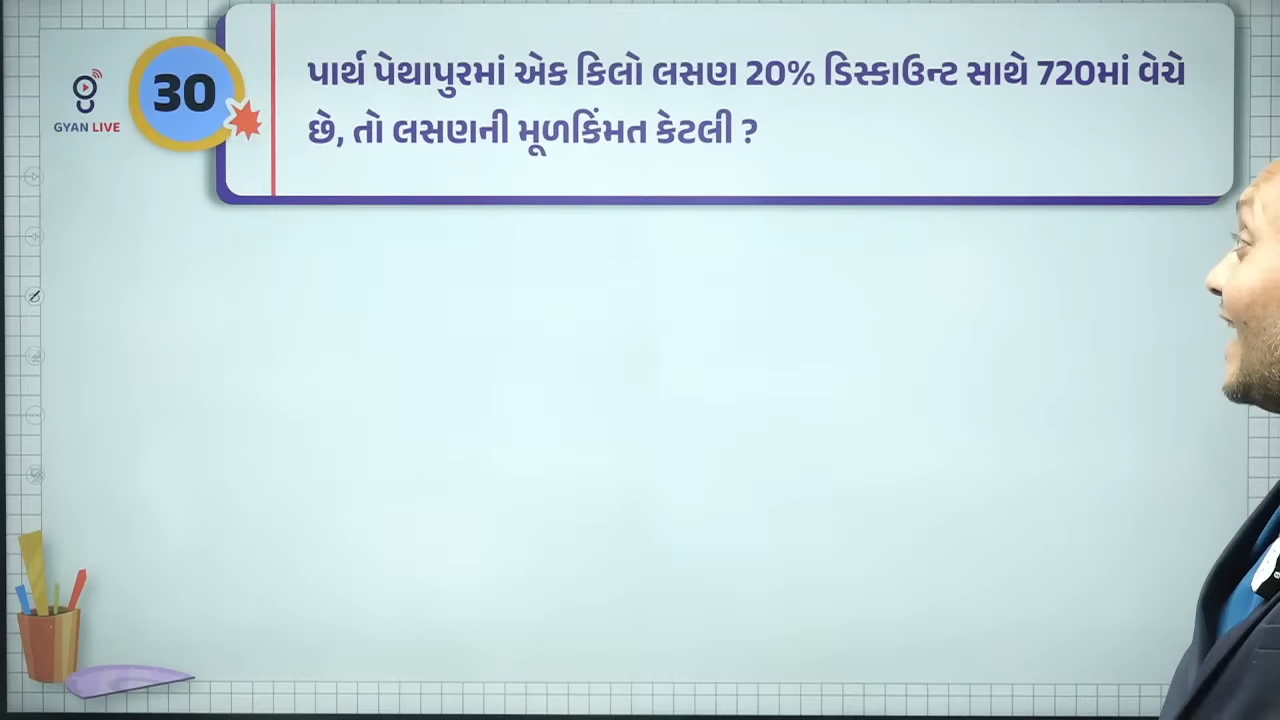 30
GYAN LIVE
પાર્થ પેથાપુરમાં એક કિલો લસણ 20% ડિસ્કાઉન્ટ સાથે 720માં વેચે
છે, તો લસણની મૂળકિંમત કેટલી ?